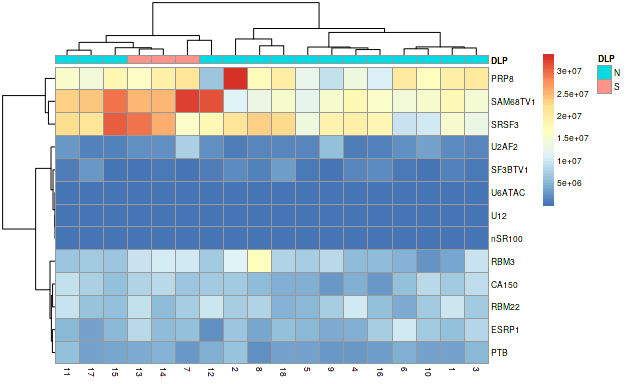 DLP
PRP8
SAM68TV1
SRSF3
U2AF2
SF3BTV1
U6ATAC
U12
nSR100
RBM3
CA150
RBM22
ESRP1
PTB
11 17 15 13 14 7 12 2 8 18 5 9 4 16 6 10 1 3
3e+07
2.5e+07
2e+07
1.5e+07
1e+07
5e+06
DLP
N
S